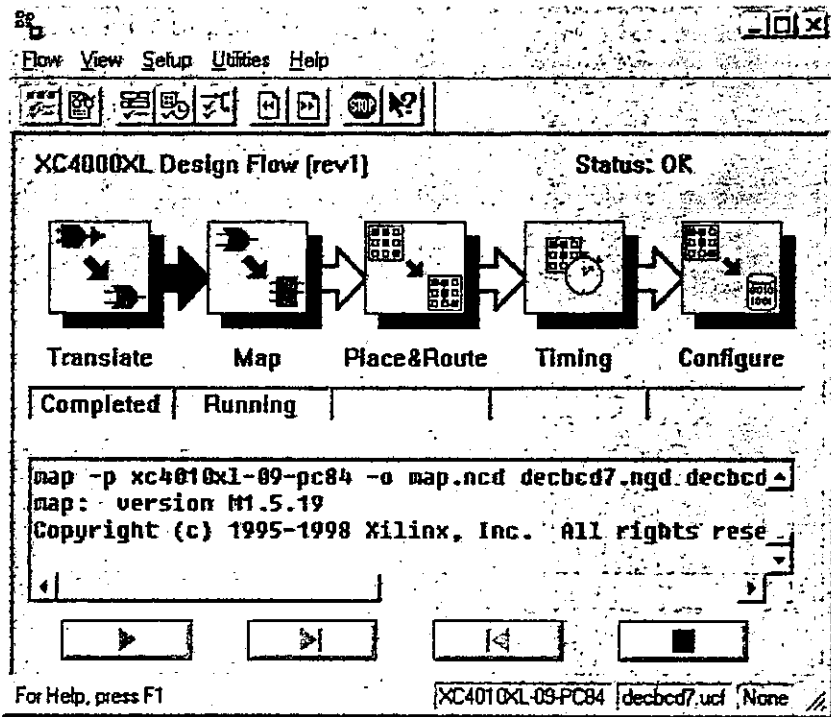 Flow View Setup Utilities Help
STOP
XC4000XL Design Flow (rev1) Status: OK
Translate Map Place&Route Timing Configure
Completed Running
map -p xc4010xl-09-pc84 -o map.ncd decbcd7.ngd decbcd
map: version M1.5.19
Copyright (c) 1995-1998 Xilinx, Inc. All rights rese
For Help, press F1 XC4010XL-09-PC84 decbcd7.ucf None